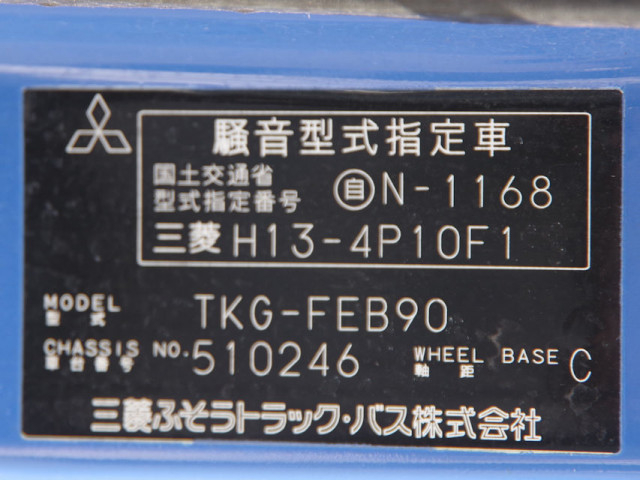 騒音型式指定車
国土交通省
型式指定番号 自N-1168
三菱 H13-4P10F1
MODEL 型式 TKG-FEB90
CHASSIS NO. 車台番号 510246 WHEEL BASE 軸距 C
三菱ふそうトラック・バス株式会社